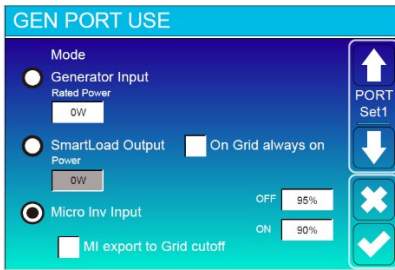 GEN PORT USE
Mode
Generator Input
Rated Power
0W
PORT
Set1
SmartLoad Output
On Grid always on
Power
0W
Micro Inv Input
OFF 95%
ON 90%
MI export to Grid cutoff